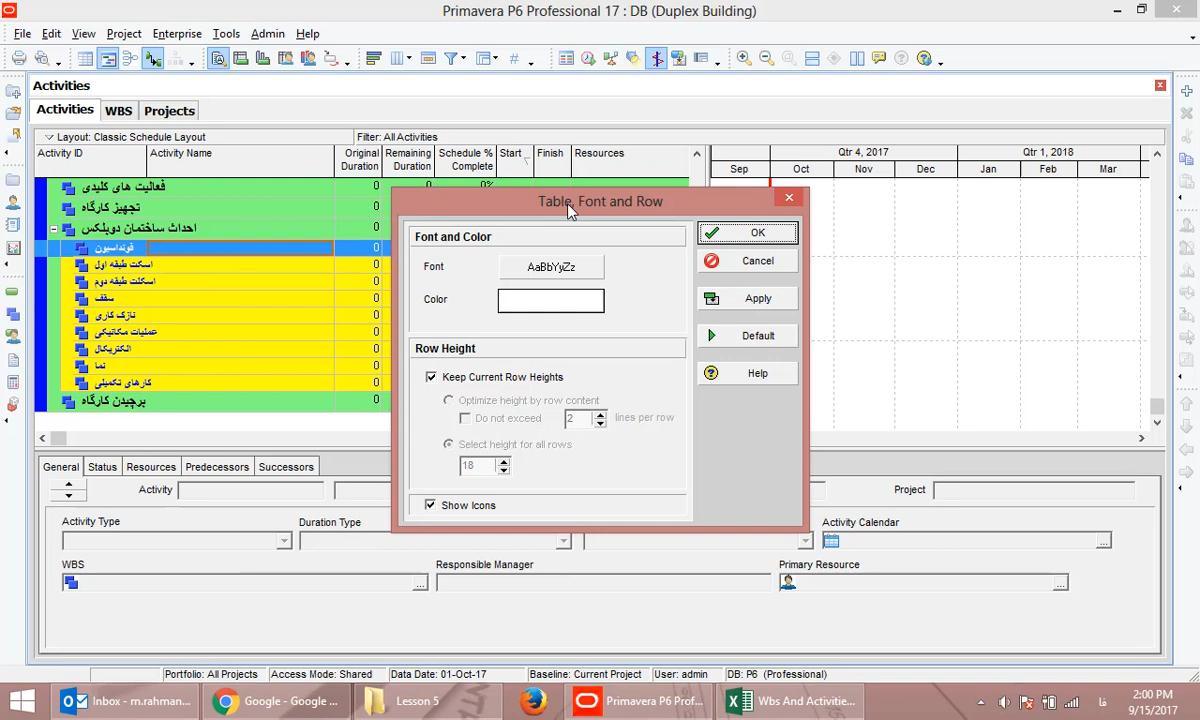 Primavera P6 Professional 17 : DB (Duplex Building)
File Edit View Project Enterprise Tools Admin Help
Activities
Activities WBS Projects
Layout: Classic Schedule Layout Filter: All Activities
Activity ID Activity Name Original Duration Remaining Duration Schedule % Complete Start Finish Resources
Qtr 4, 2017 Qtr 1, 2018
Sep Oct Nov Dec Jan Feb Mar
فعالیت های کلیدی 0 0 0%
تجهیز کارگاه 0
احداث ساختمان دوبلکس 0
فونداسیون 0
اسکت طبقه اول 0
اسکلت طبقه دوم 0
سقف 0
نازک کاری 0
عملیات مکانیکی 0
الکتریکال 0
نما 0
کارهای تکمیلی 0
برچیدن کارگاه 0
Table, Font and Row
Font and Color
Font AaBbYyZz
Color
Row Height
Keep Current Row Heights
Optimize height by row content
Do not exceed 2 lines per row
Select height for all rows
18
Show Icons
OK
Cancel
Apply
Default
Help
General Status Resources Predecessors Successors
Activity Project
Activity Type Duration Type Activity Calendar
WBS Responsible Manager Primary Resource
Portfolio: All Projects Access Mode: Shared Data Date: 01-Oct-17 Baseline: Current Project User: admin DB: P6 (Professional)
Inbox - m.rahman... Google - Google ... Lesson 5 Primavera P6 Prof... Wbs And Activitie...
فا
2:00 PM
9/15/2017